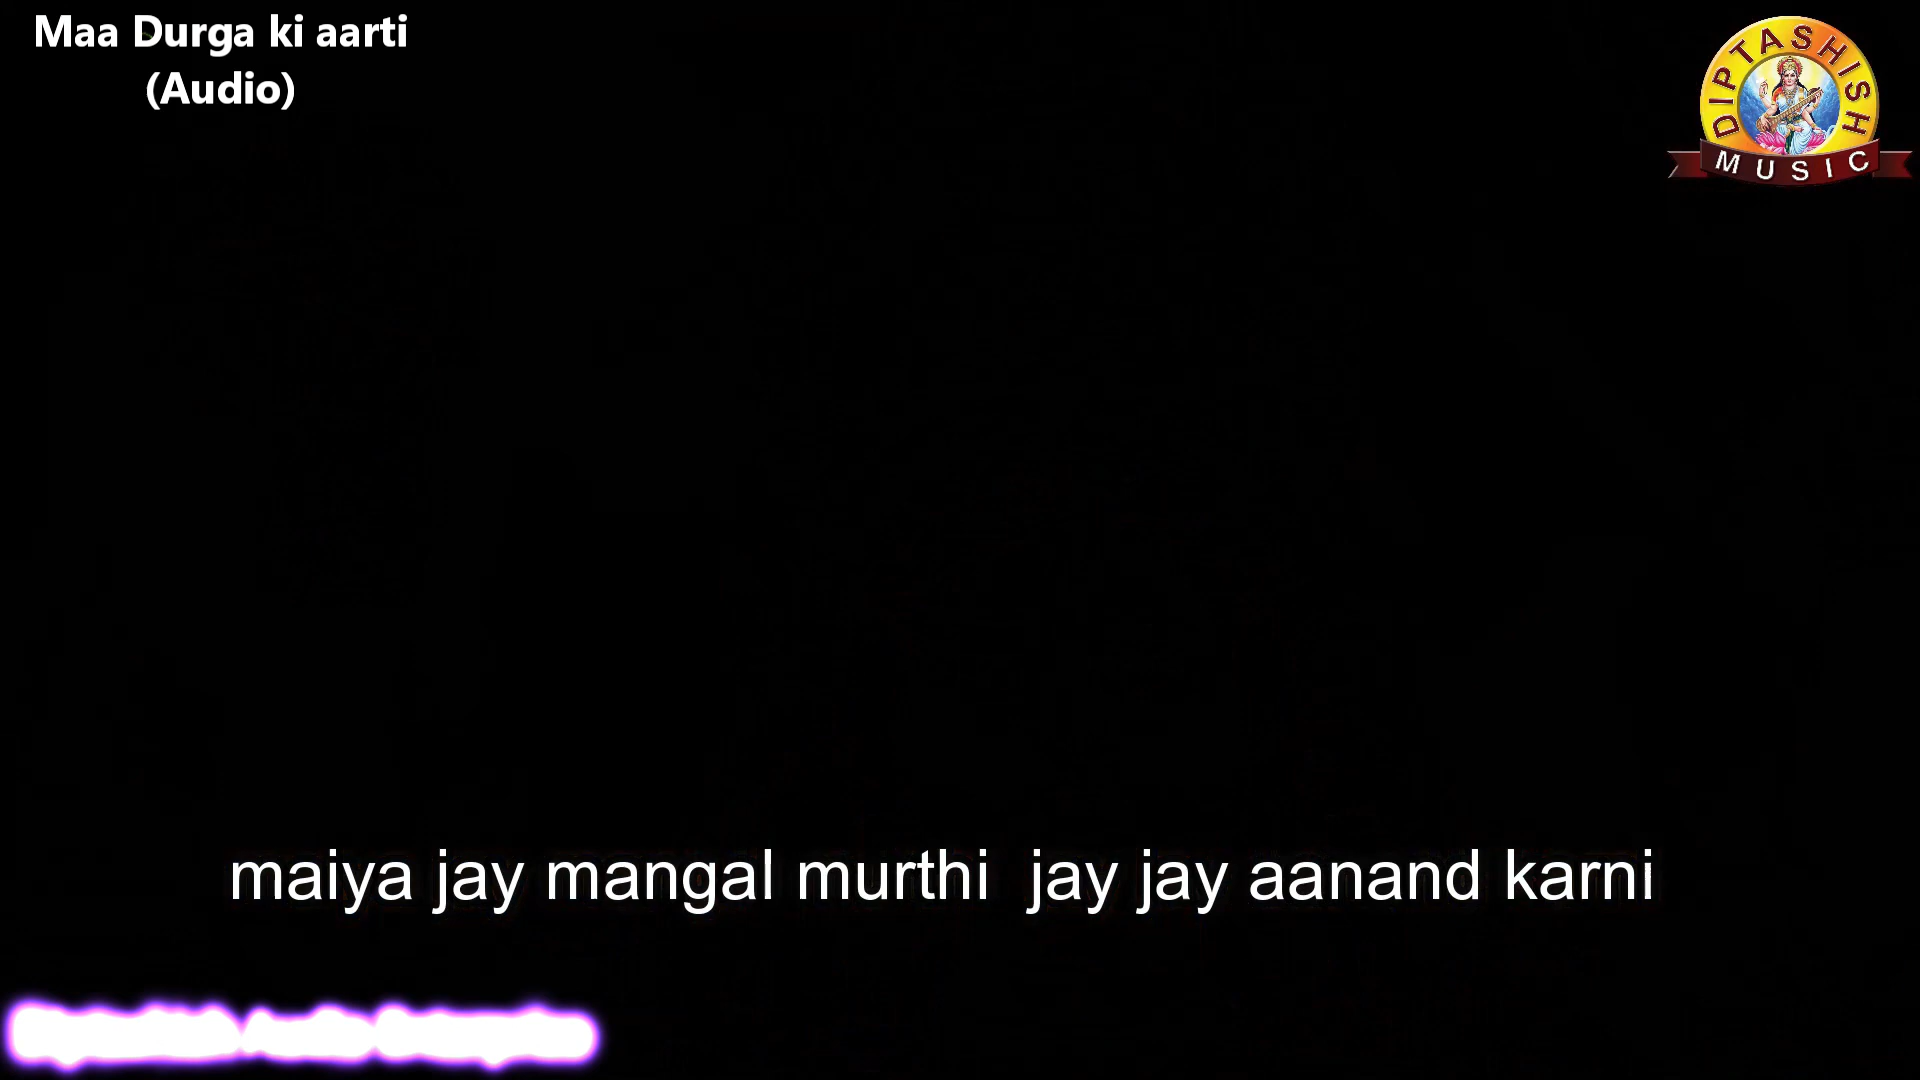 Maa Durga ki aarti
(Audio)
DIPTASHISH
MUSIC
maiya jay mangal murthi  jay jay aanand karni